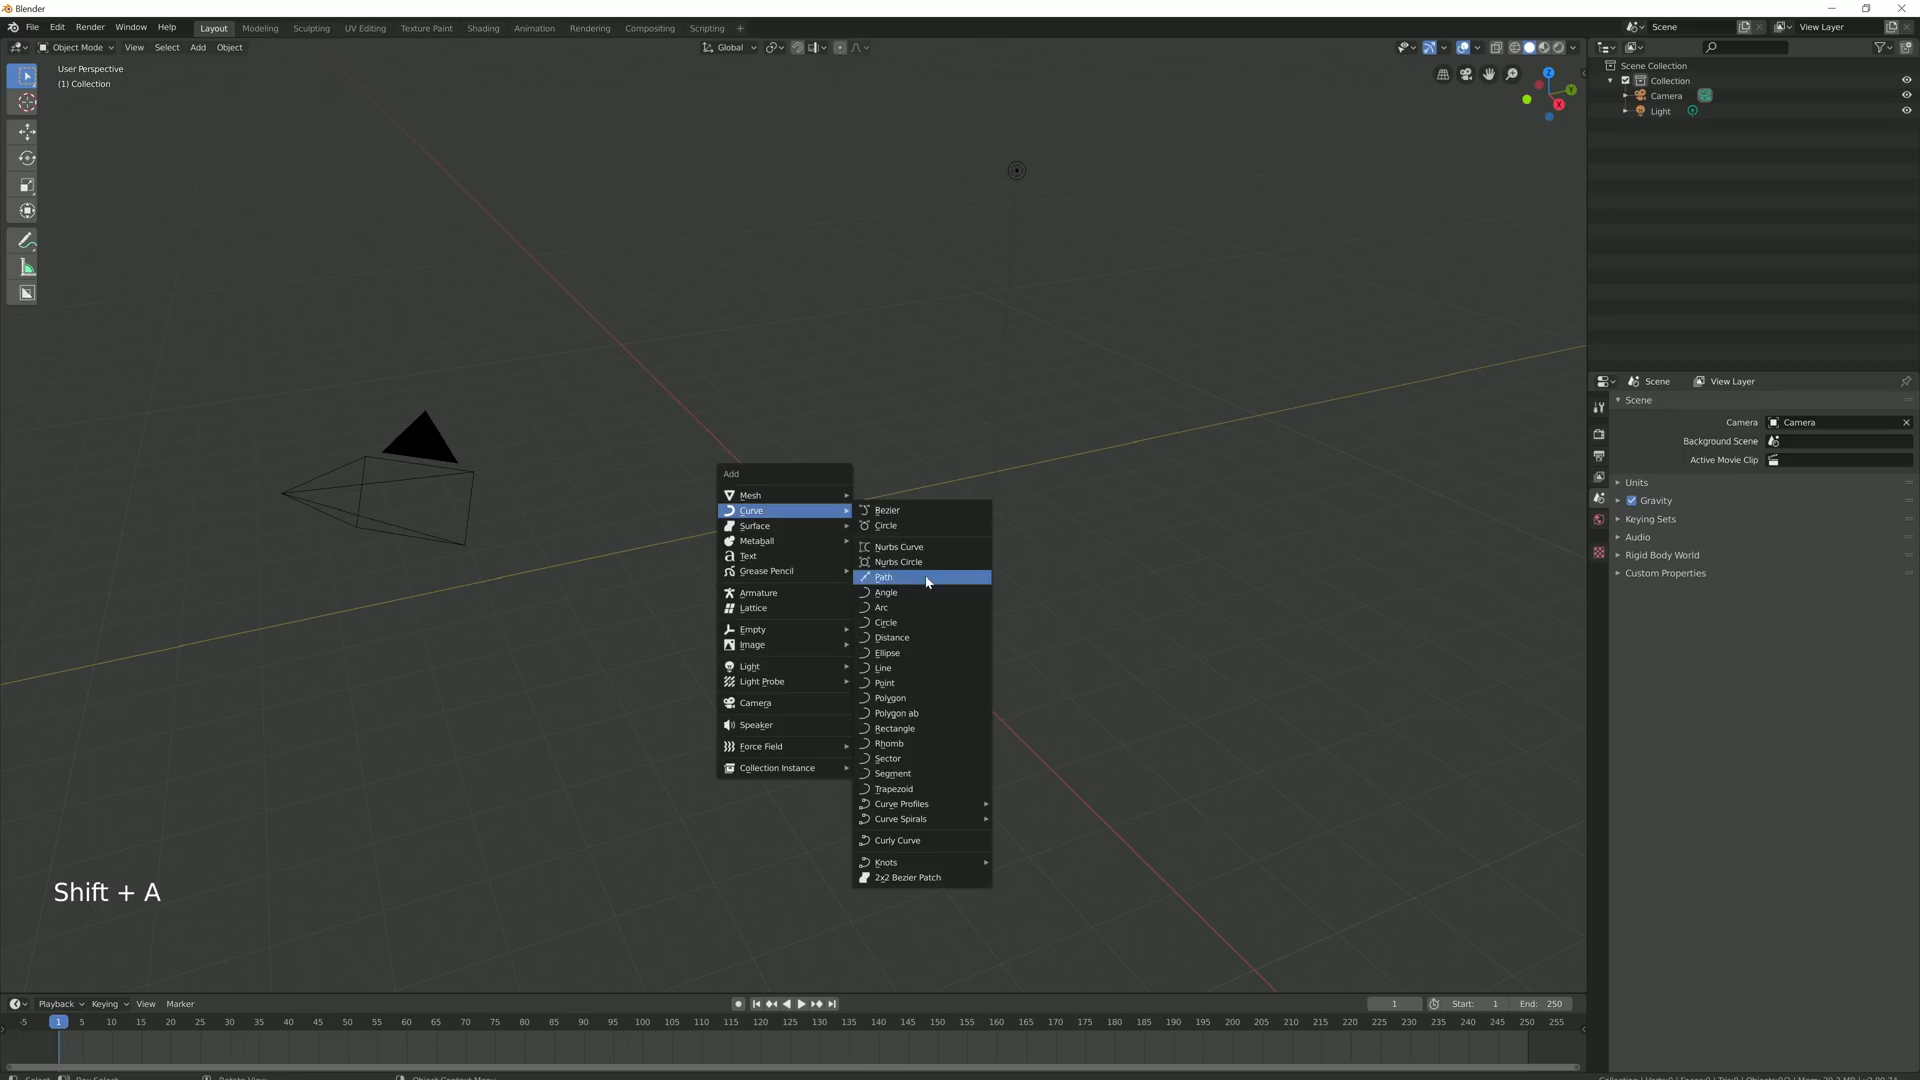 Blender
File Edit Render Window Help
Layout Modeling Sculpting UV Editing Texture Paint Shading Animation Rendering Compositing Scripting +
Scene View Layer
Object Mode View Select Add Object
Global
User Perspective
(1) Collection
Z
Y
X
Scene Collection
Collection
Camera
Light
Scene View Layer
Scene
Camera Camera
Background Scene
Active Movie Clip
Units
Gravity
Keying Sets
Audio
Rigid Body World
Custom Properties
Add
Mesh
Curve
Surface
Metaball
Text
Grease Pencil
Armature
Lattice
Empty
Image
Light
Light Probe
Camera
Speaker
Force Field
Collection Instance
Bezier
Circle
Nurbs Curve
Nurbs Circle
Path
Angle
Arc
Circle
Distance
Ellipse
Line
Point
Polygon
Polygon ab
Rectangle
Rhomb
Sector
Segment
Trapezoid
Curve Profiles
Curve Spirals
Curly Curve
Knots
2x2 Bezier Patch
Shift + A
Playback Keying View Marker
1 Start: 1 End: 250
-5 1 5 10 15 20 25 30 35 40 45 50 55 60 65 70 75 80 85 90 95 100 105 110 115 120 125 130 135 140 145 150 155 160 165 170 175 180 185 190 195 200 205 210 215 220 225 230 235 240 245 250 255
Select Box Select Rotate View Object Context Menu